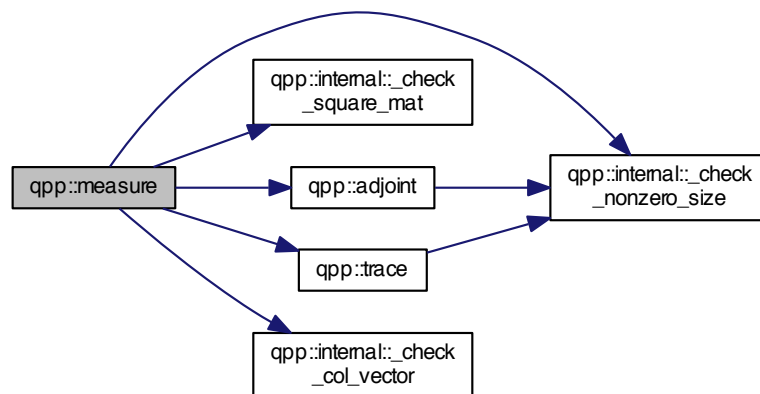 qpp::measure
qpp::internal::_check
_square_mat
qpp::adjoint
qpp::trace
qpp::internal::_check
_col_vector
qpp::internal::_check
_nonzero_size